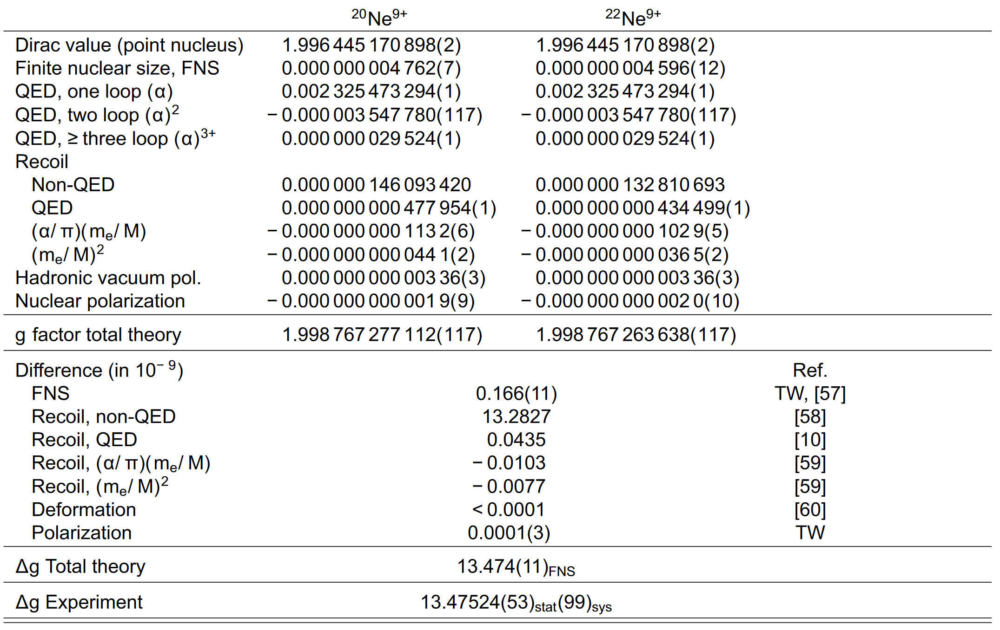 ²⁰Ne⁹⁺ ²²Ne⁹⁺
Dirac value (point nucleus) 1.996 445 170 898(2) 1.996 445 170 898(2)
Finite nuclear size, FNS 0.000 000 004 762(7) 0.000 000 004 596(12)
QED, one loop (α) 0.002 325 473 294(1) 0.002 325 473 294(1)
QED, two loop (α)² − 0.000 003 547 780(117) − 0.000 003 547 780(117)
QED, ≥ three loop (α)³⁺ 0.000 000 029 524(1) 0.000 000 029 524(1)
Recoil
Non-QED 0.000 000 146 093 420 0.000 000 132 810 693
QED 0.000 000 000 477 954(1) 0.000 000 000 434 499(1)
(α/ π)(mₑ/ M) − 0.000 000 000 113 2(6) − 0.000 000 000 102 9(5)
(mₑ/ M)² − 0.000 000 000 044 1(2) − 0.000 000 000 036 5(2)
Hadronic vacuum pol. 0.000 000 000 003 36(3) 0.000 000 000 003 36(3)
Nuclear polarization − 0.000 000 000 001 9(9) − 0.000 000 000 002 0(10)
g factor total theory 1.998 767 277 112(117) 1.998 767 263 638(117)
Difference (in 10⁻ ⁹) Ref.
FNS 0.166(11) TW, [57]
Recoil, non-QED 13.2827 [58]
Recoil, QED 0.0435 [10]
Recoil, (α/ π)(mₑ/ M) − 0.0103 [59]
Recoil, (mₑ/ M)² − 0.0077 [59]
Deformation < 0.0001 [60]
Polarization 0.0001(3) TW
Δg Total theory 13.474(11)FNS
Δg Experiment 13.47524(53)stat(99)sys